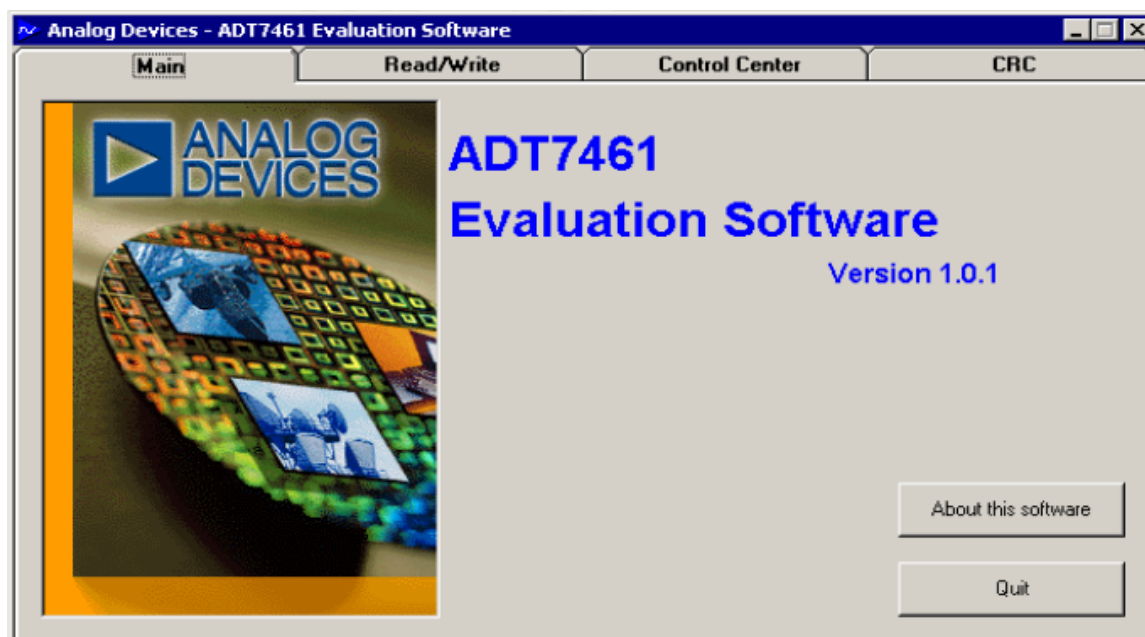 Analog Devices - ADT7461 Evaluation Software
Main Read/Write Control Center CRC
ANALOG
DEVICES
ADT7461
Evaluation Software
Version 1.0.1
About this software
Quit